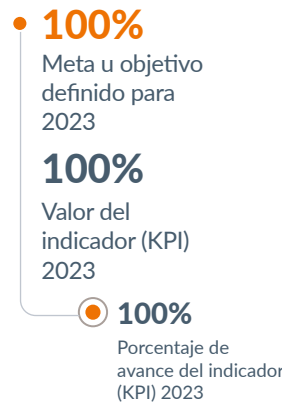 100%
Meta u objetivo
definido para
2023
100%
Valor del
indicador (KPI)
2023
100%
Porcentaje de
avance del indicador
(KPI) 2023